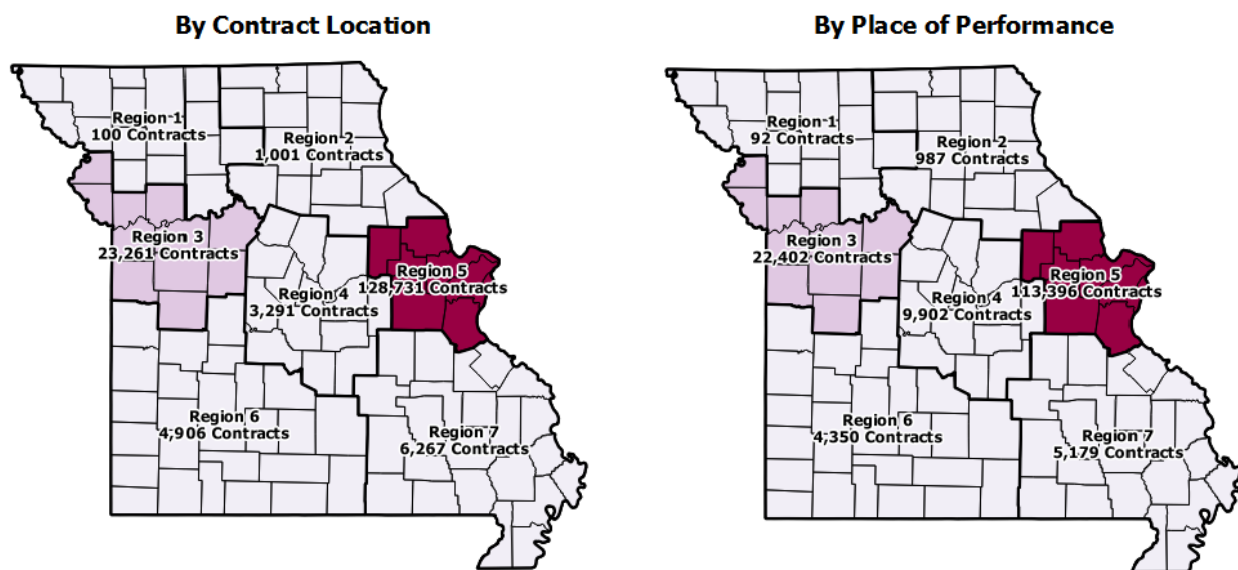 By Contract Location
Region 1
100 Contracts
Region 2
1,001 Contracts
Region 3
23,261 Contracts
Region 5
128,731 Contracts
Region 4
3,291 Contracts
Region 6
4,906 Contracts
Region 7
6,267 Contracts
By Place of Performance
Region 1
92 Contracts
Region 2
987 Contracts
Region 3
22,402 Contracts
Region 5
113,396 Contracts
Region 4
9,902 Contracts
Region 6
4,350 Contracts
Region 7
5,179 Contracts